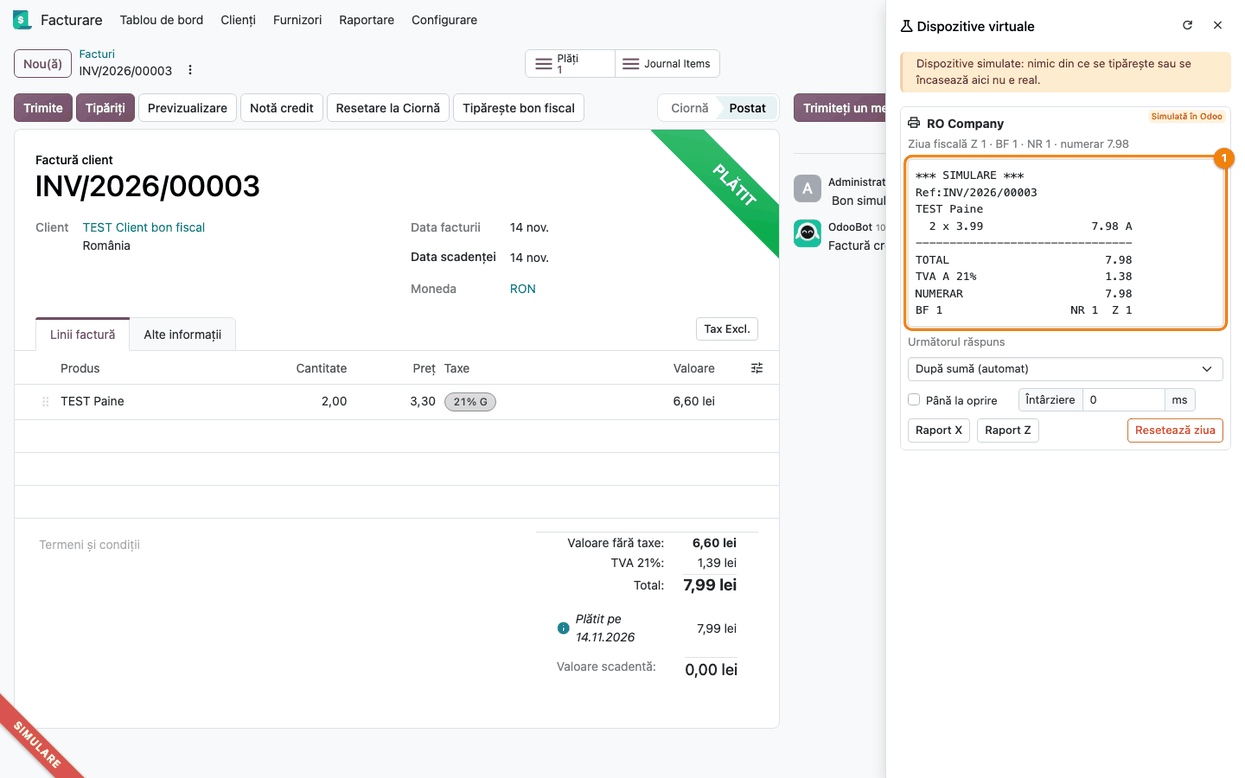 Facturare
Tablou de bord
Clienți
Furnizori
Raportare
Configurare
Nou(ă)
Facturi
INV/2026/00003
Plăți
1
Journal Items
Trimite
Tipăriți
Previzualizare
Notă credit
Resetare la Ciornă
Tipărește bon fiscal
Ciornă
Postat
Trimiteți un me
Factură client
INV/2026/00003
PLĂTIT
Client
TEST Client bon fiscal
România
Data facturii
14 nov.
Data scadenței
14 nov.
Moneda
RON
A
Administrat
Bon simul
OdooBot 10
Factură cr
Linii factură
Alte informații
Tax Excl.
Produs Cantitate Preț Taxe Valoare
TEST Paine 2,00 3,30 21% G 6,60 lei
Termeni și condiții
Valoare fără taxe: 6,60 lei
TVA 21%: 1,39 lei
Total: 7,99 lei
Plătit pe
14.11.2026
7,99 lei
Valoare scadentă: 0,00 lei
SIMULARE
Dispozitive virtuale
Dispozitive simulate: nimic din ce se tipărește sau se
încasează aici nu e real.
Simulată în Odoo
RO Company
Ziua fiscală Z 1 · BF 1 · NR 1 · numerar 7.98
1
*** SIMULARE ***
Ref:INV/2026/00003
TEST Paine
2 x 3.99 7.98 A
--------------------------------
TOTAL 7.98
TVA A 21% 1.38
NUMERAR 7.98
BF 1 NR 1 Z 1
Următorul răspuns
După sumă (automat)
Până la oprire
Întârziere 0 ms
Raport X
Raport Z
Resetează ziua